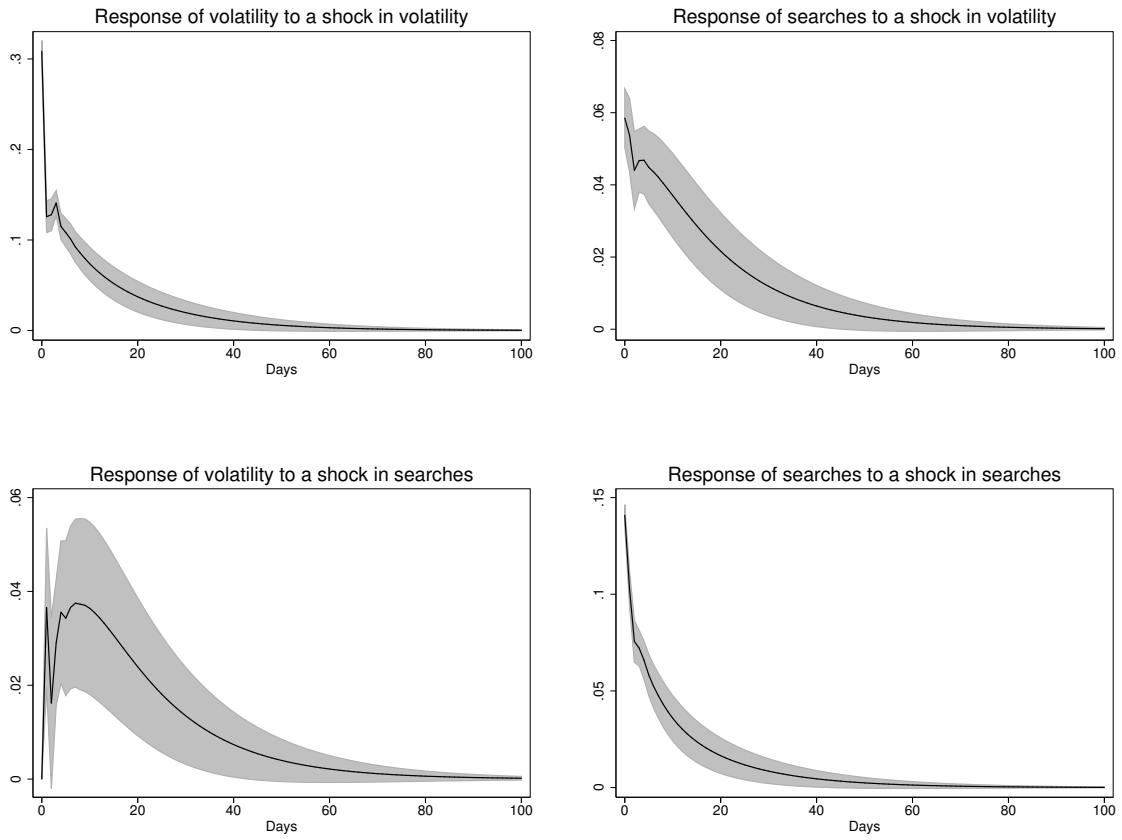 Response of volatility to a shock in volatility
.3
.2
.1
0
0 20 40 60 80 100
Days
Response of searches to a shock in volatility
.08
.06
.04
.02
0
0 20 40 60 80 100
Days
Response of volatility to a shock in searches
.06
.04
.02
0
0 20 40 60 80 100
Days
Response of searches to a shock in searches
.15
.1
.05
0
0 20 40 60 80 100
Days